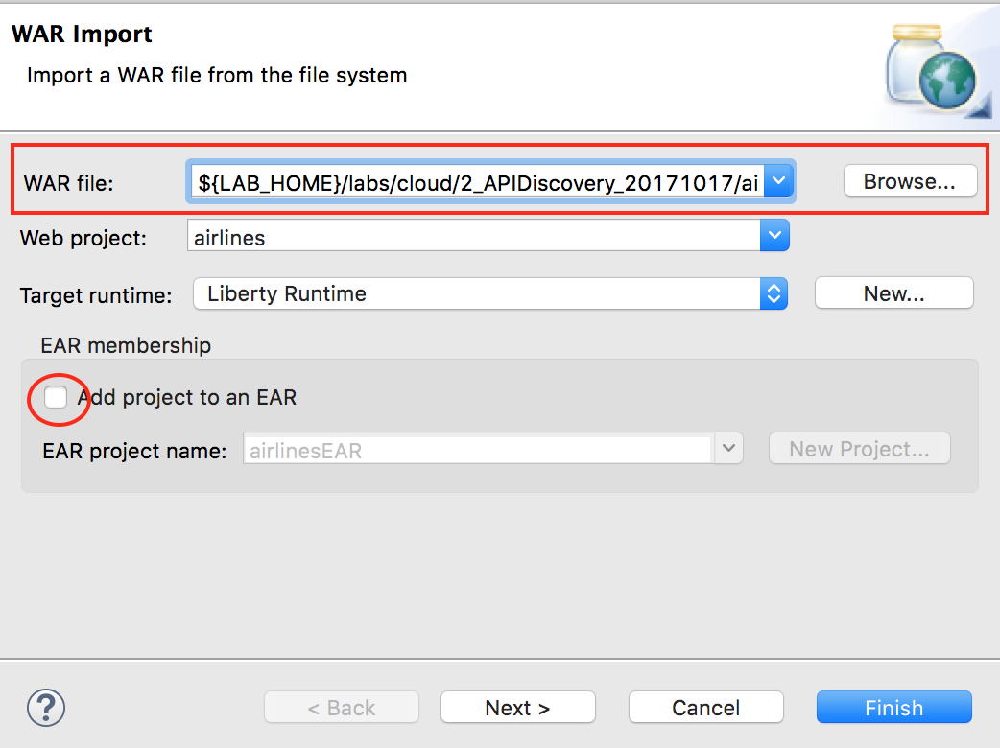 WAR Import
Import a WAR file from the file system
WAR file: ${LAB_HOME}/labs/cloud/2_APIDiscovery_20171017/ai Browse...
Web project: airlines
Target runtime: Liberty Runtime New...
EAR membership
Add project to an EAR
EAR project name: airlinesEAR New Project...
? < Back Next > Cancel Finish